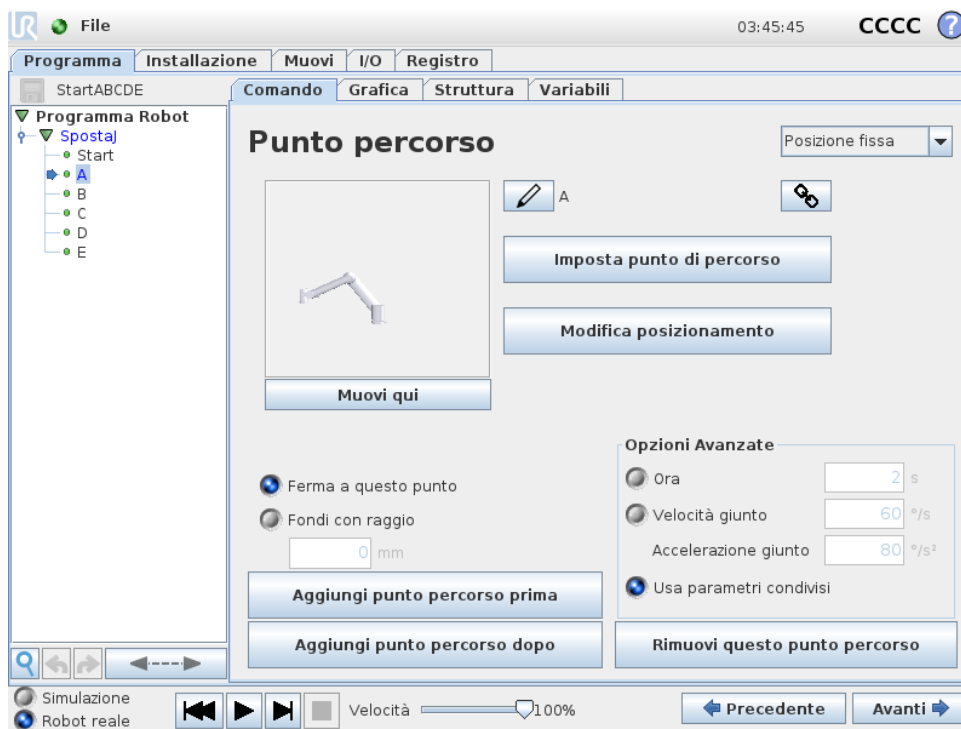 UR File 03:45:45 CCCC ?
Programma Installazione Muovi I/O Registro
StartABCDE
Comando Grafica Struttura Variabili
Programma Robot
SpostaJ
Start
A
B
C
D
E
Punto percorso
Posizione fissa
A
Imposta punto di percorso
Modifica posizionamento
Muovi qui
Ferma a questo punto
Fondi con raggio
0 mm
Opzioni Avanzate
Ora 2 s
Velocità giunto 60 °/s
Accelerazione giunto 80 °/s²
Usa parametri condivisi
Aggiungi punto percorso prima
Aggiungi punto percorso dopo
Rimuovi questo punto percorso
Simulazione
Robot reale
Velocità 100%
Precedente
Avanti